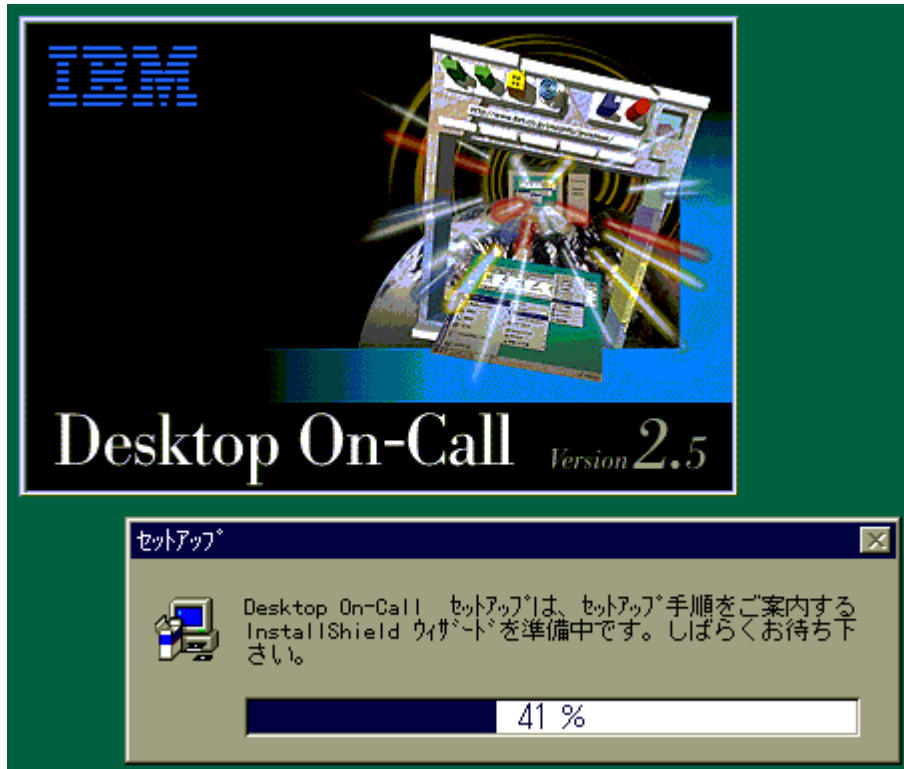 IBM
Desktop On-Call Version 2.5
ｾｯﾄｱｯﾌﾟ
Desktop On-Call ｾｯﾄｱｯﾌﾟは、ｾｯﾄｱｯﾌﾟ手順をご案内する
InstallShield ｳｨｻﾞｰﾄﾞを準備中です。しばらくお待ち下
さい。
41 %